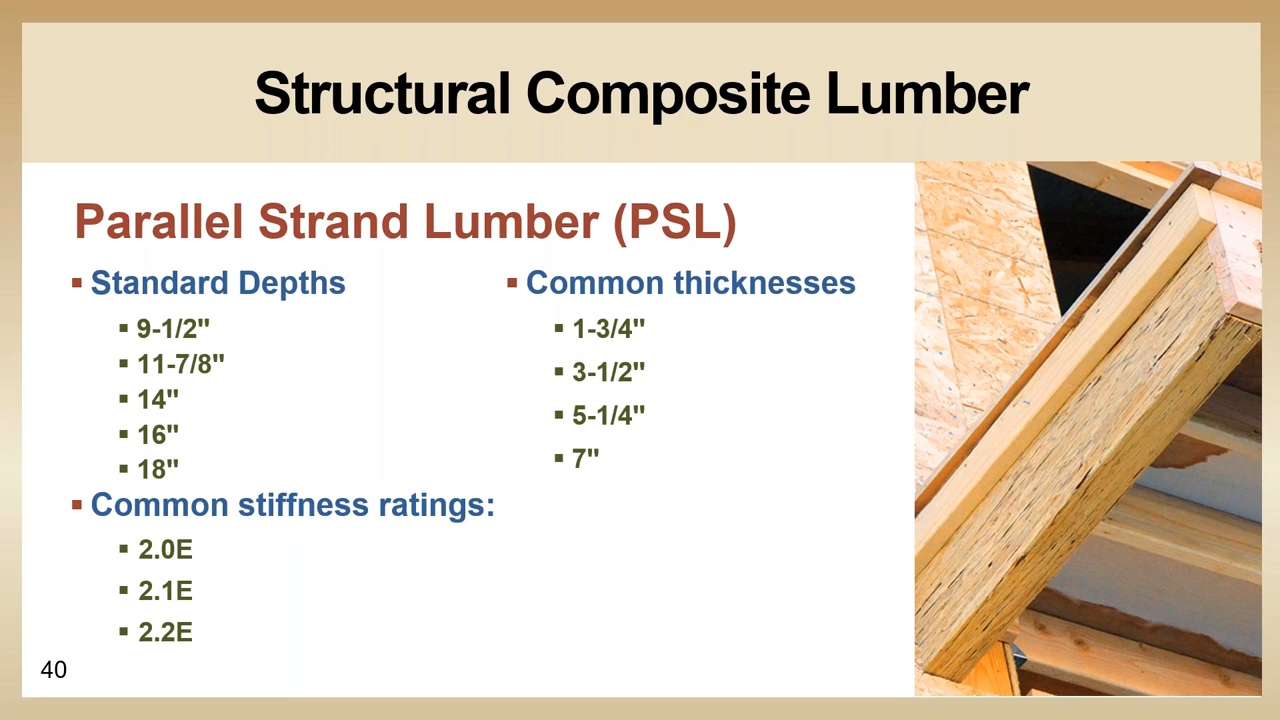 Structural Composite Lumber
Parallel Strand Lumber (PSL)
▪ Standard Depths
▪ 9-1/2"
▪ 11-7/8"
▪ 14"
▪ 16"
▪ 18"
▪ Common stiffness ratings:
▪ 2.0E
▪ 2.1E
▪ 2.2E
▪ Common thicknesses
▪ 1-3/4"
▪ 3-1/2"
▪ 5-1/4"
▪ 7"
40